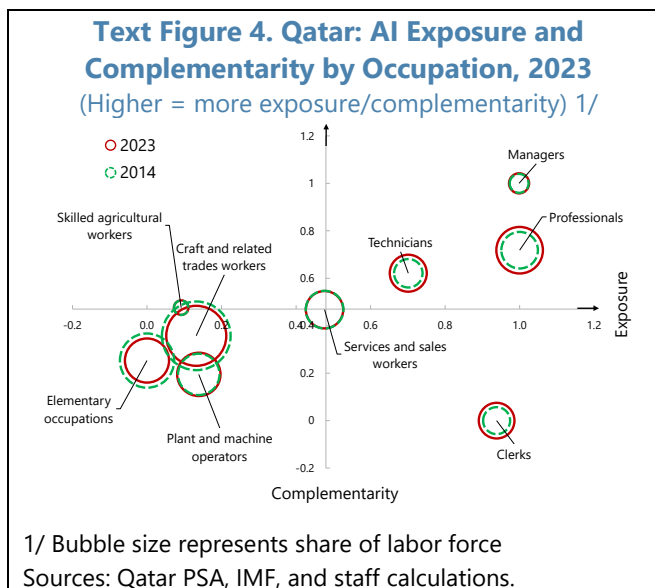 Text Figure 4. Qatar: AI Exposure and
Complementarity by Occupation, 2023
(Higher = more exposure/complementarity) 1/
2023
2014
1.2
1
0.8
0.6
0.4
0.2
0
-0.2
-0.2
0.0
0.2
0.4
0.6
0.8
1.0
1.2
Managers
Professionals
Technicians
Skilled agricultural
workers
Craft and related
trades workers
Services and sales
workers
Elementary
occupations
Plant and machine
operators
Clerks
Exposure
Complementarity
1/ Bubble size represents share of labor force
Sources: Qatar PSA, IMF, and staff calculations.